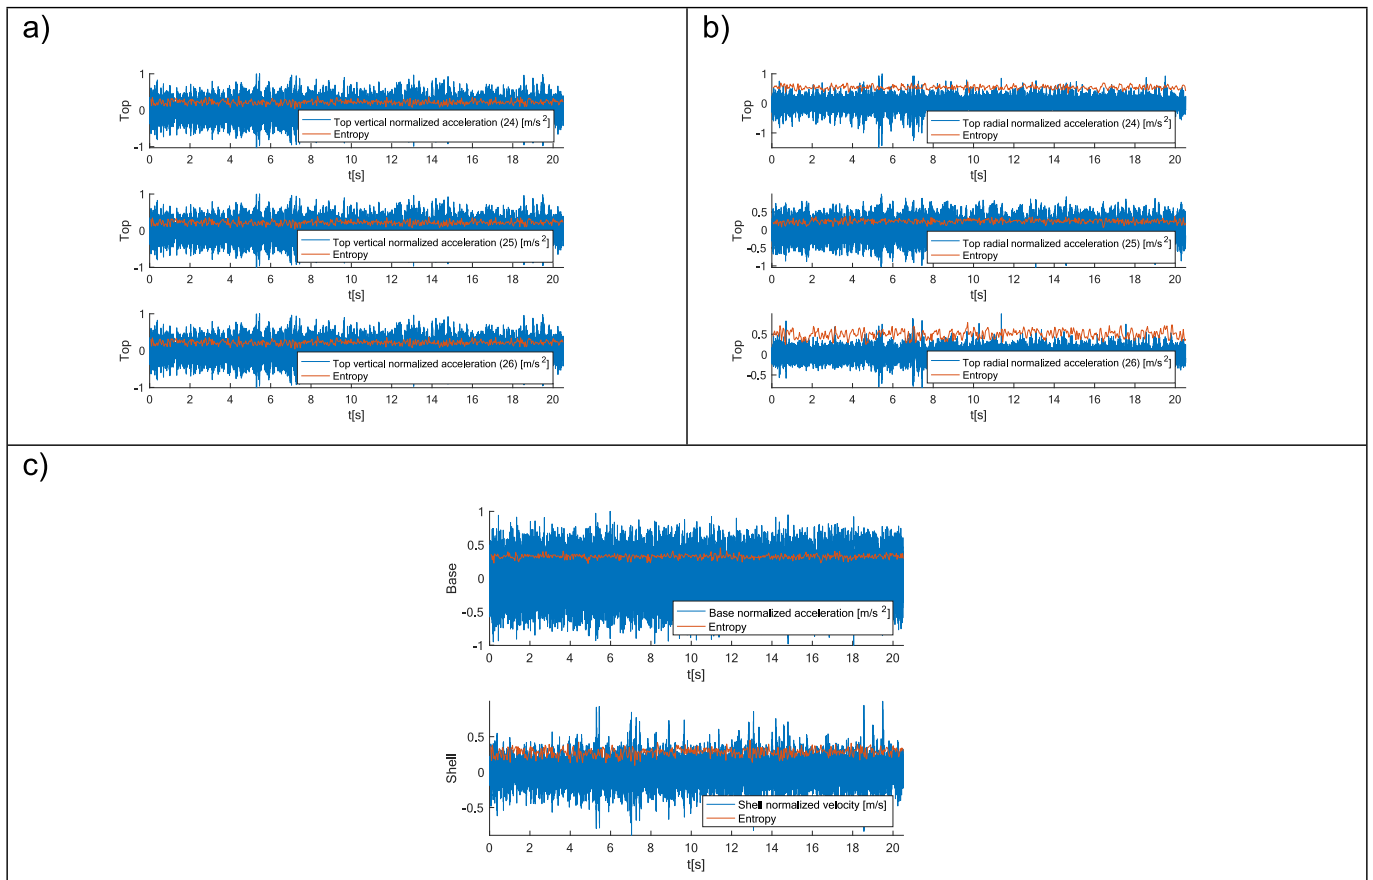 a)
1
0
-1
Top
0 2 4 6 8 10 12 14 16 18 20
t[s]
Top vertical normalized acceleration (24) [m/s 2]
Entropy
1
0
-1
Top
0 2 4 6 8 10 12 14 16 18 20
t[s]
Top vertical normalized acceleration (25) [m/s 2]
Entropy
1
0
-1
Top
0 2 4 6 8 10 12 14 16 18 20
t[s]
Top vertical normalized acceleration (26) [m/s 2]
Entropy
b)
1
0
-1
Top
0 2 4 6 8 10 12 14 16 18 20
t[s]
Top radial normalized acceleration (24) [m/s 2]
Entropy
0.5
0
-0.5
-1
Top
0 2 4 6 8 10 12 14 16 18 20
t[s]
Top radial normalized acceleration (25) [m/s 2]
Entropy
0.5
0
-0.5
Top
0 2 4 6 8 10 12 14 16 18 20
t[s]
Top radial normalized acceleration (26) [m/s 2]
Entropy
c)
1
0.5
0
-0.5
-1
Base
0 2 4 6 8 10 12 14 16 18 20
t[s]
Base normalized acceleration [m/s 2]
Entropy
0.5
0
-0.5
Shell
0 2 4 6 8 10 12 14 16 18 20
t[s]
Shell normalized velocity [m/s]
Entropy